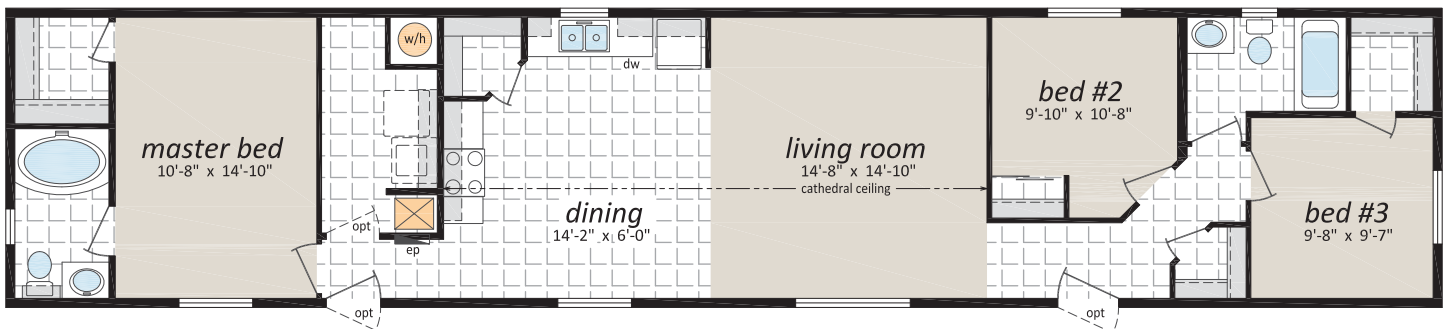 w/h
dw
master bed
10'-8" x 14'-10"
opt
ep
opt
dining
14'-2" x 6'-0"
living room
14'-8" x 14'-10"
cathedral ceiling
bed #2
9'-10" x 10'-8"
bed #3
9'-8" x 9'-7"
opt